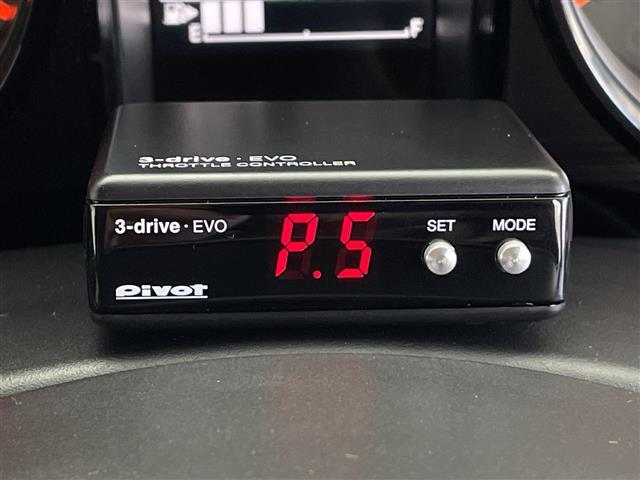 E F
3-drive · EVO
THROTTLE CONTROLLER
3-drive · EVO P.5 SET MODE
Pivot